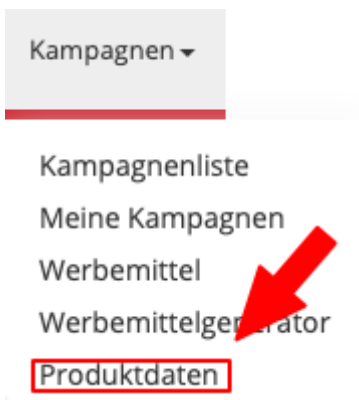 Kampagnen
Kampagnenliste
Meine Kampagnen
Werbemittel
Werbemittelgenerator
Produktdaten